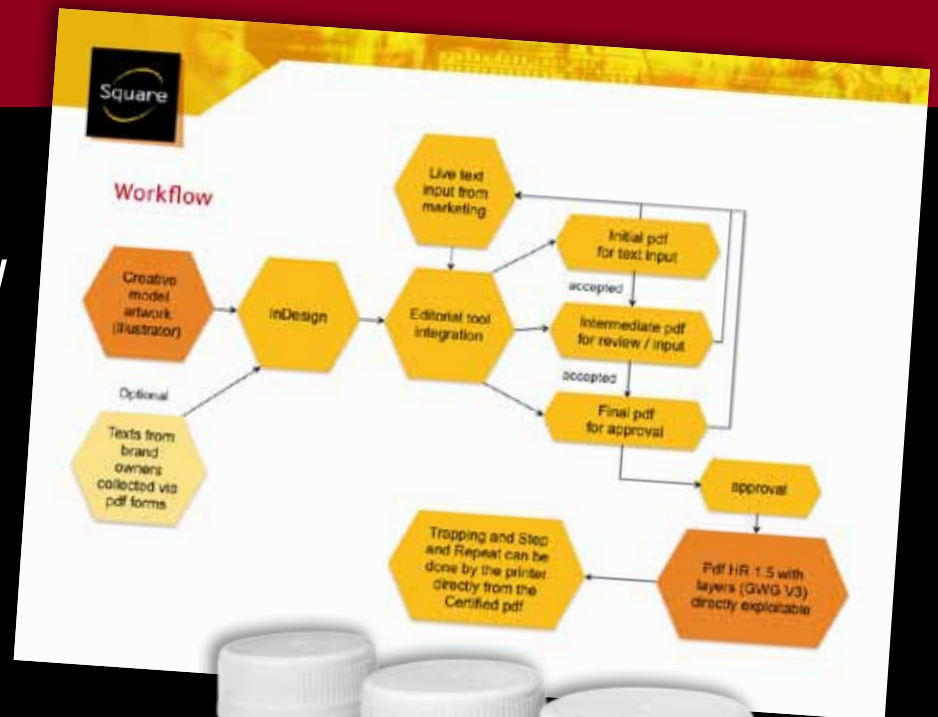 Square
Workflow
Live text
input from
marketing
Initial pdf
for text input
accepted
Creative
model
artwork
(Illustrator)
InDesign
Editorial tool
integration
Intermediate pdf
for review / input
accepted
Optional
Final pdf
for approval
Texts from
brand
owners
collected via
pdf forms
approval
Trapping and Step
and Repeat can be
done by the printer
directly from the
Certified pdf
Pdf HR 1.5 with
layers (GWG V3)
directly exploitable